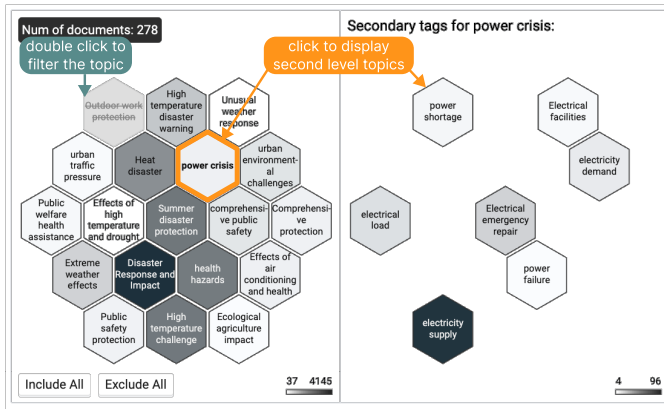 Num of documents: 278
double click to
filter the topic
click to display
second level topics
Outdoor work
protection
High
temperature
disaster
warning
Unusual
weather
response
urban
traffic
pressure
Heat
disaster
power crisis
urban
environment-
al
challenges
Public
welfare
health
assistance
Effects of
high
temperature
and drought
Summer
disaster
protection
comprehensi-
ve public
safety
Comprehensi-
ve
protection
Extreme
weather
effects
Disaster
Response and
Impact
health
hazards
Effects of
air
conditioning
and health
Public
safety
protection
High
temperature
challenge
Ecological
agriculture
impact
Include All
Exclude All
37 4145
Secondary tags for power crisis:
power
shortage
Electrical
facilities
electricity
demand
electrical
load
Electrical
emergency
repair
power
failure
electricity
supply
4 96